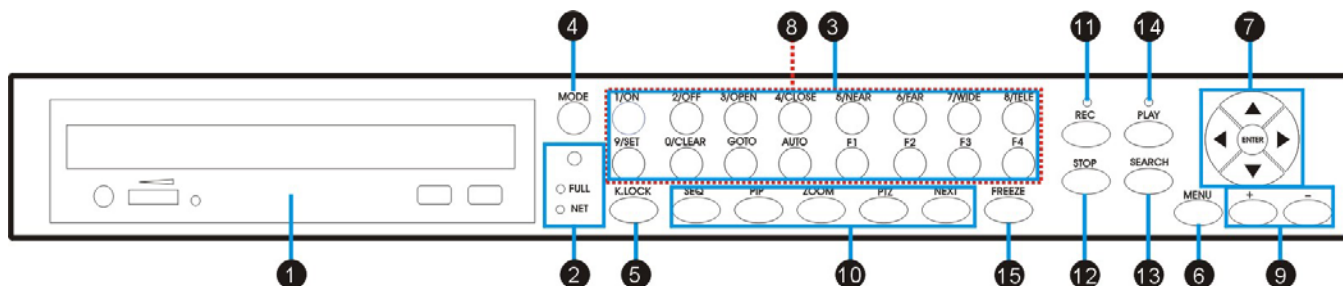 4 8 3 11 14 7
MODE 1/ON 2/OFF 3/OPEN 4/CLOSE 5/NEAR 6/FAR 7/WIDE 8/TELE
REC PLAY
9/SET 0/CLEAR GOTO AUTO F1 F2 F3 F4
ENTER
STOP SEARCH
FULL
NET
K.LOCK SEQ PIP ZOOM PTZ NEXT FREEZE
MENU + -
1 2 5 10 15 12 13 6 9